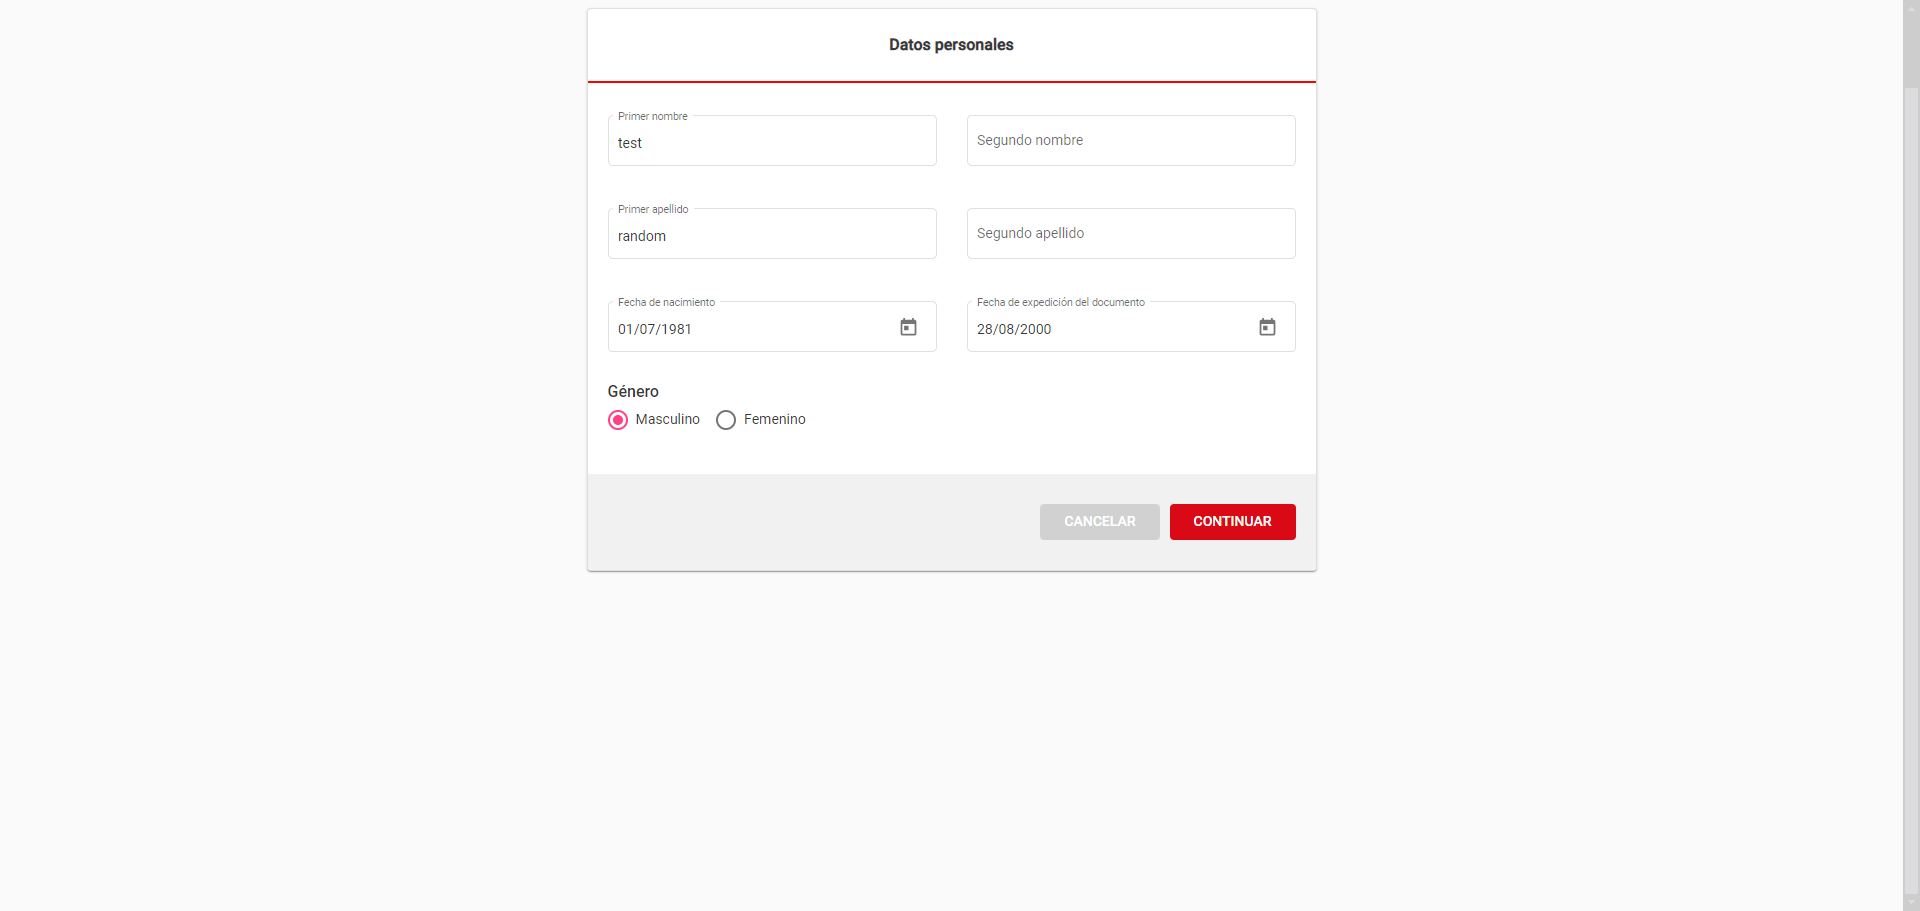 Datos personales
Primer nombre
test
Segundo nombre
Primer apellido
random
Segundo apellido
Fecha de nacimiento
01/07/1981
Fecha de expedición del documento
28/08/2000
Género
Masculino Femenino
CANCELAR CONTINUAR